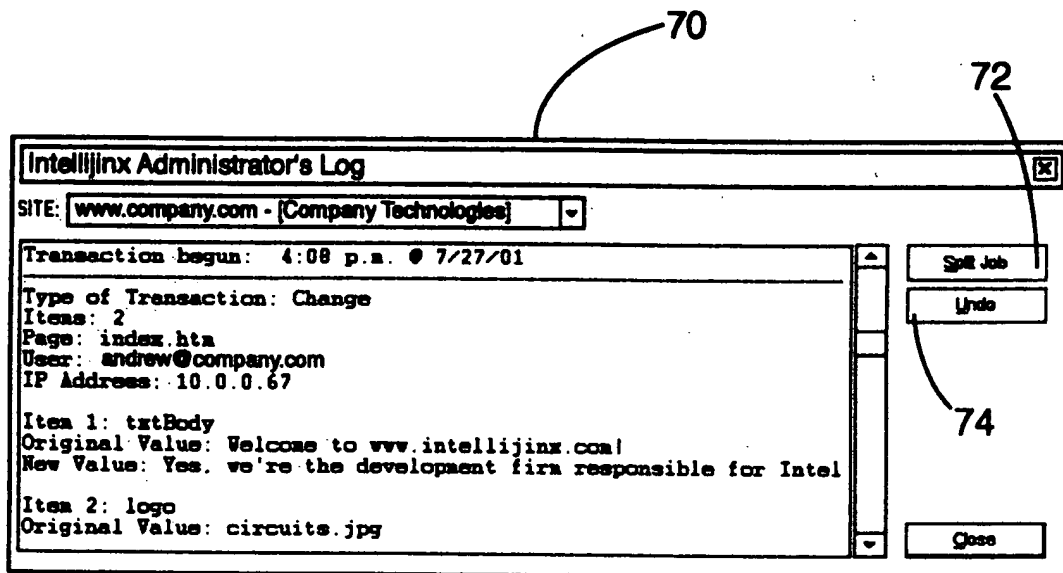 70
72
Intellijinx Administrator's Log
SITE: www.company.com - [Company Technologies]
Transaction begun: 4:08 p.m. @ 7/27/01
Split Job
Type of Transaction: Change
Undo
Items: 2
Page: index.htm
User: andrew@company.com
IP Address: 10.0.0.67
74
Item 1: txtBody
Original Value: Welcome to www.intellijinx.com!
New Value: Yes, we're the development firm responsible for Intel
Item 2: logo
Original Value: circuits.jpg
Close